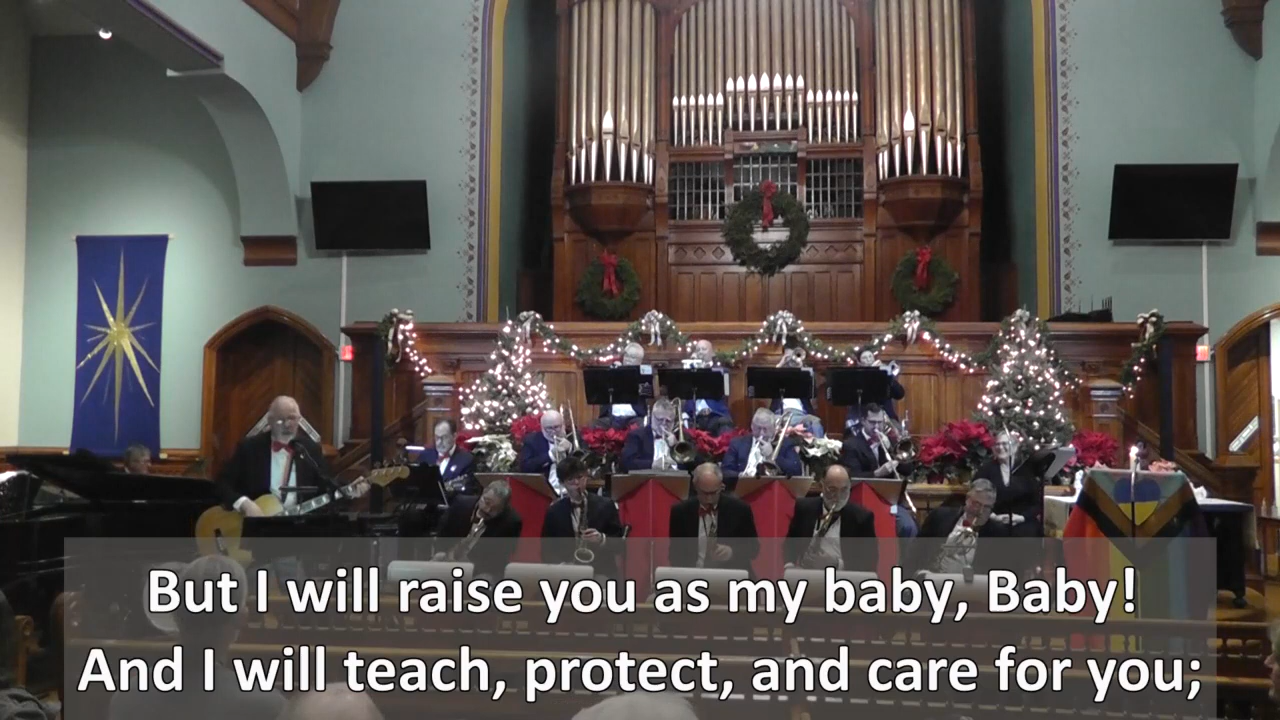 But I will raise you as my baby, Baby!
And I will teach, protect, and care for you;